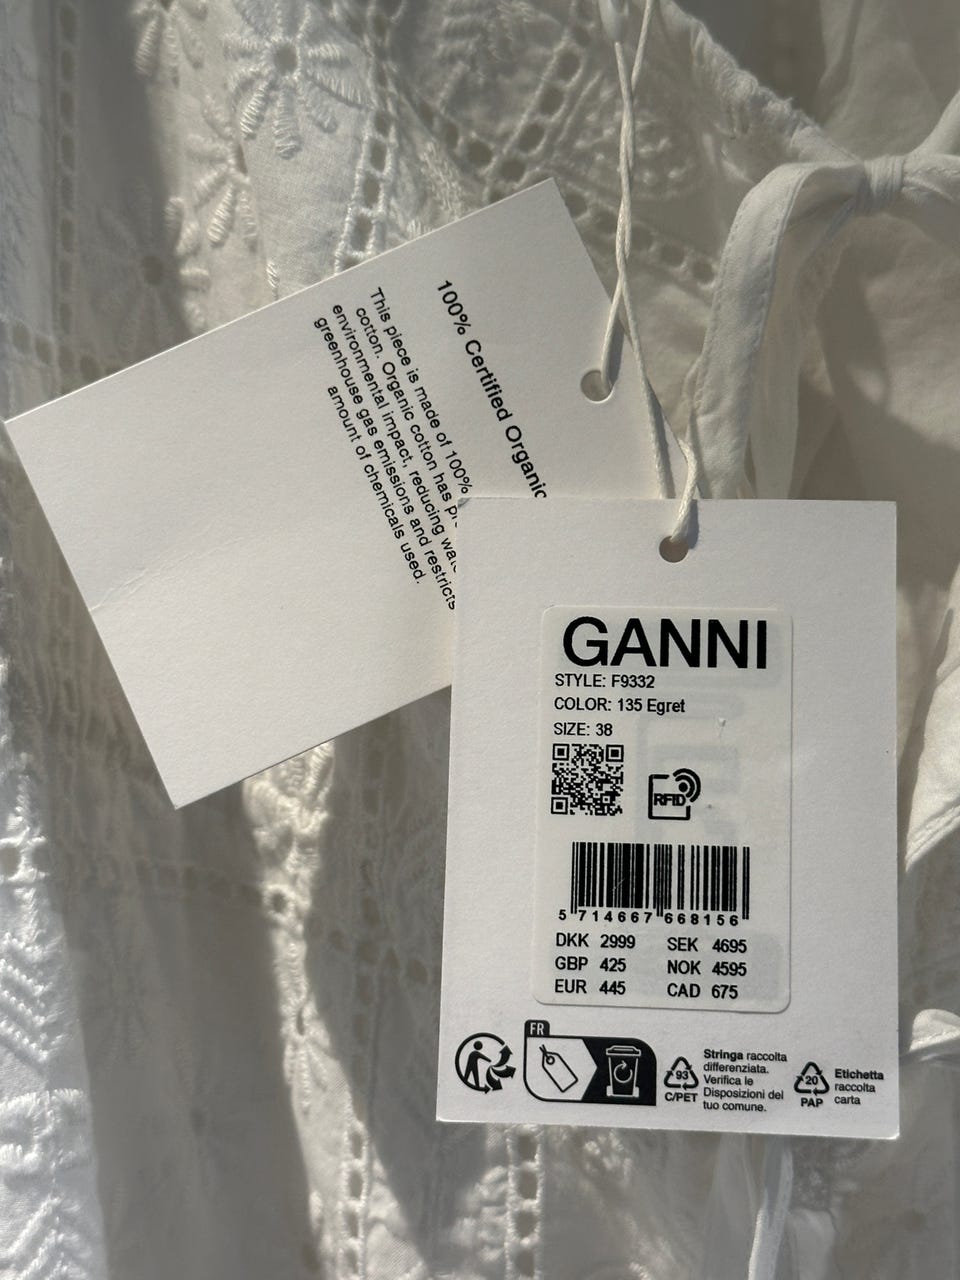 100% Certified Organic
This piece is made of 100%
cotton. Organic cotton has
environmental impact, reducing
greenhouse gas emissions and restricts
amount of chemicals used.
GANNI
STYLE: F9332
COLOR: 135 Egret
SIZE: 38
RFID
5 714667 668156
DKK 2999 SEK 4695
GBP 425 NOK 4595
EUR 445 CAD 675
FR
93
C/PET
Stringa raccolta
differenziata.
Verifica le
Disposizioni del
tuo comune.
20
PAP
Etichetta
raccolta
carta